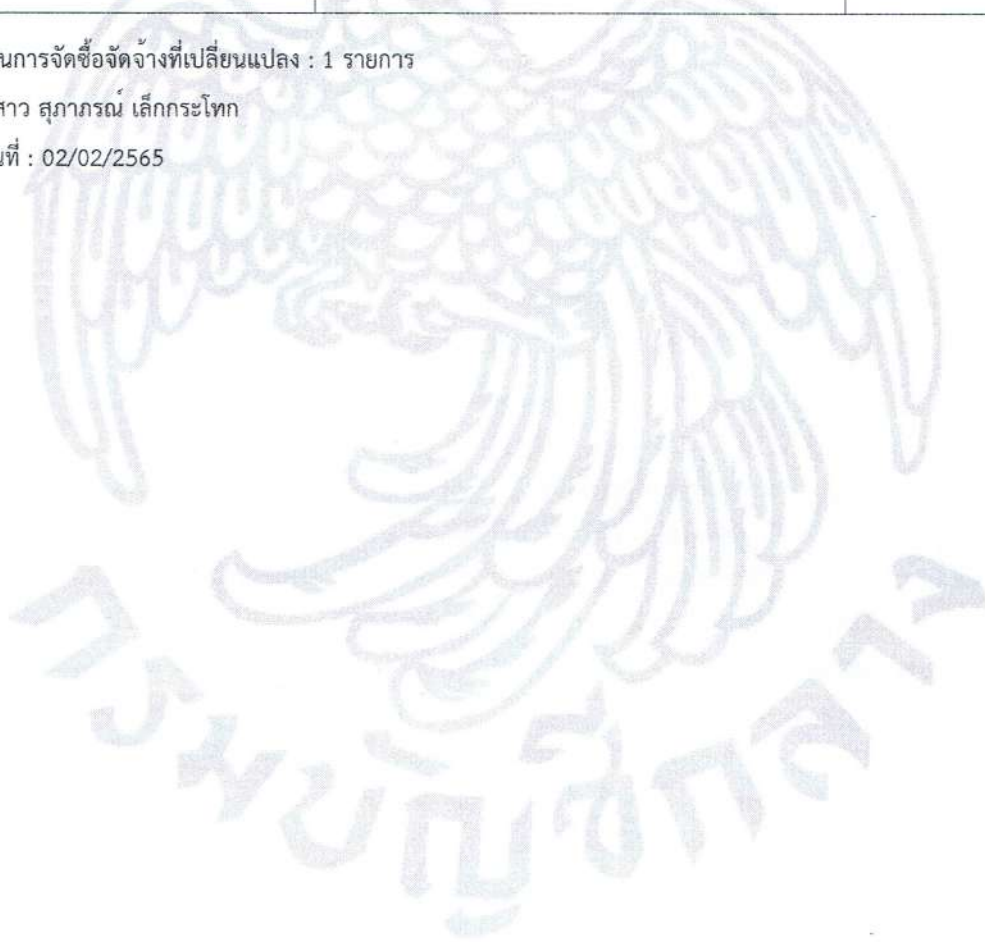 นการจัดซื้อจัดจ้างที่เปลี่ยนแปลง : 1 รายการ
สาว สุภาภรณ์ เล็กกระโทก
ที่ : 02/02/2565
กรมบัญชีกลาง